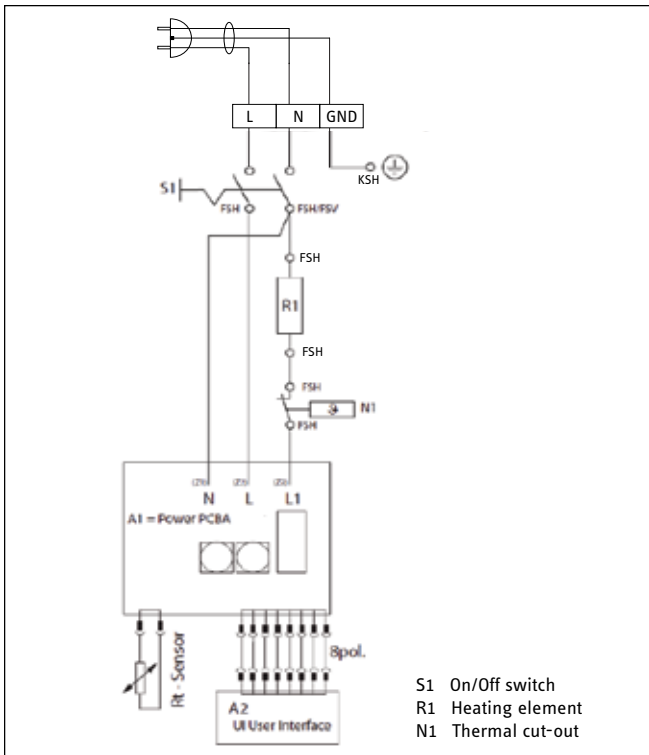 L N GND
KSH
S1
FSH FSH/FSV
FSH
R1
FSH
FSH
N1
FSH
N L L1
A1 = Power PCBA
Rt - Sensor
8pol.
A2
UI User Interface
S1 On/Off switch
R1 Heating element
N1 Thermal cut-out